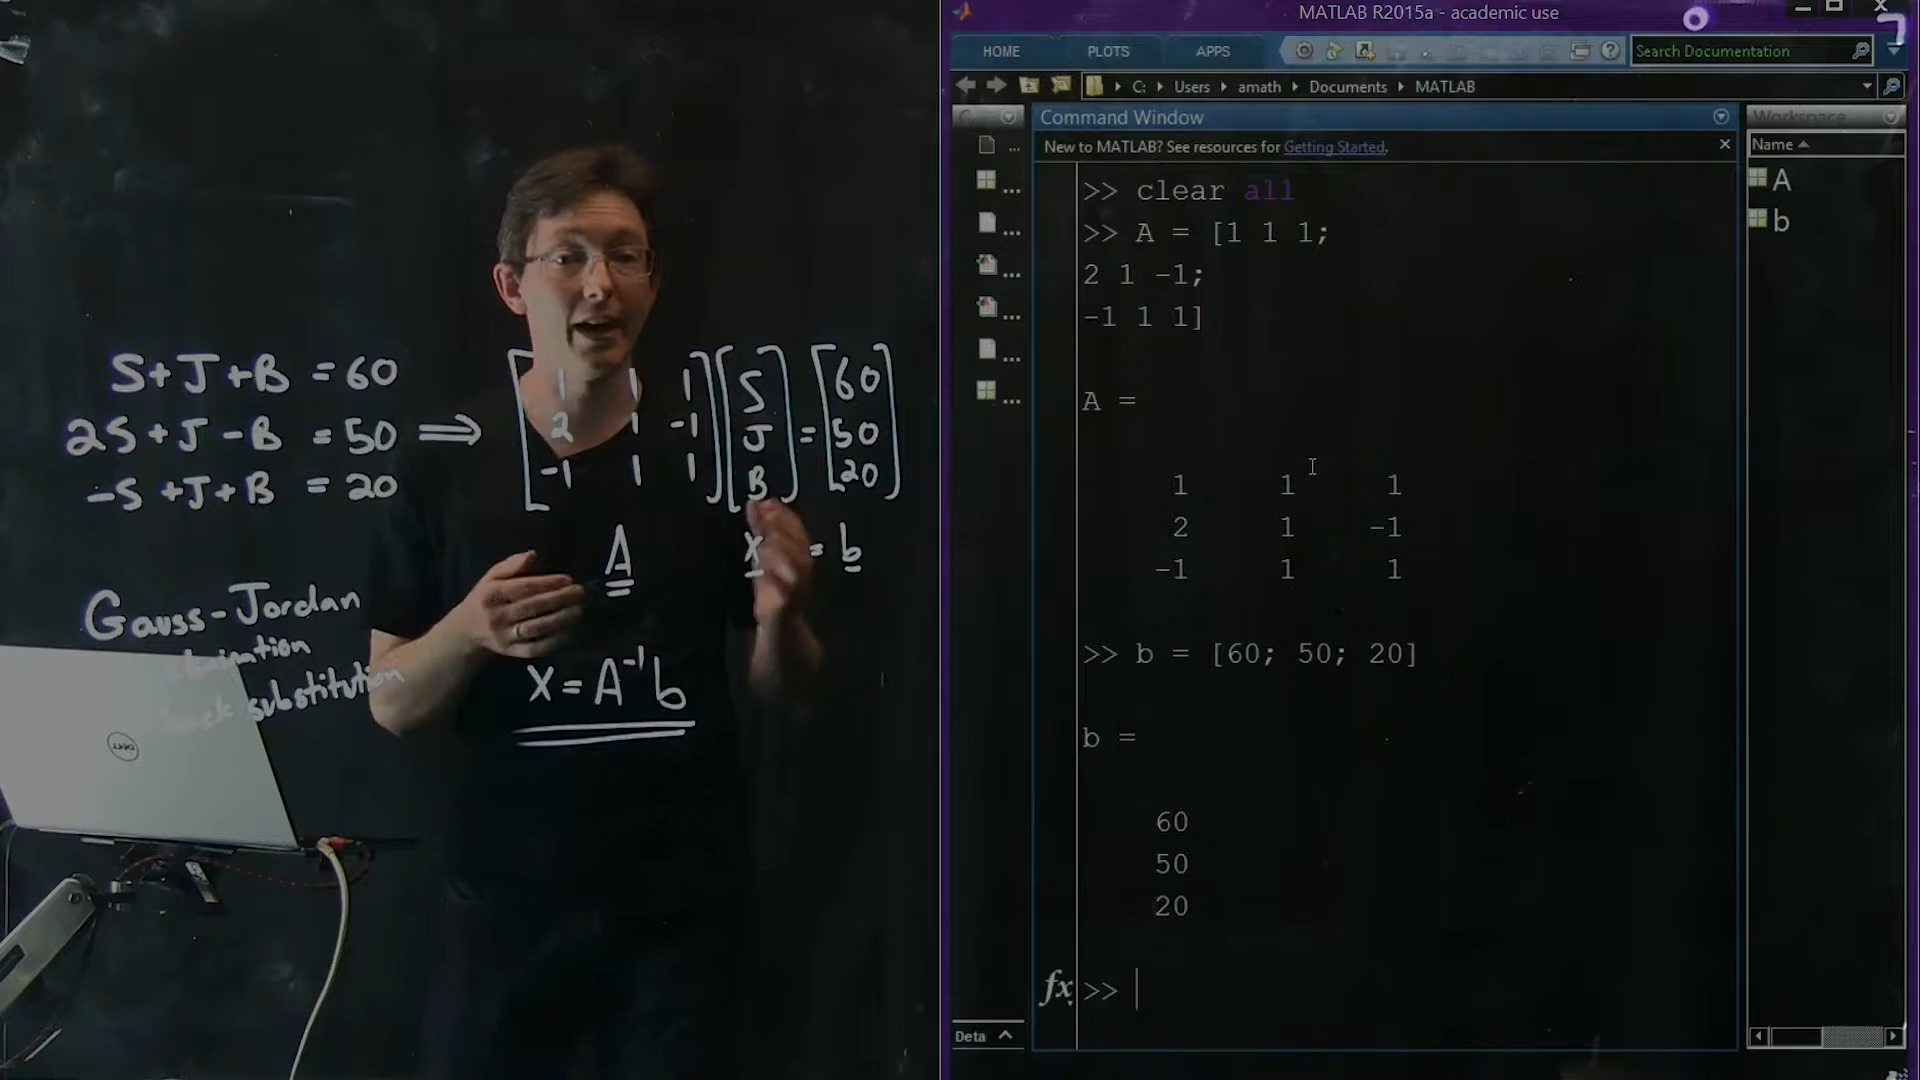 S+J+B = 60
2S+J-B = 50 ⟹
-S+J+B = 20
[1 1 1] [S] [60]
[2 1 -1] [J] = [50]
[-1 1 1] [B] [20]
A x = b
Gauss-Jordan
substitution
x = A⁻¹b
DELL
MATLAB R2015a - academic use
HOME PLOTS APPS Search Documentation
C: Users amath Documents MATLAB
Command Window
Workspace
New to MATLAB? See resources for Getting Started.
Name
A
b
>> clear all
>> A = [1 1 1;
2 1 -1;
-1 1 1]
A =
1 1 1
2 1 -1
-1 1 1
>> b = [60; 50; 20]
b =
60
50
20
fx >>
Deta